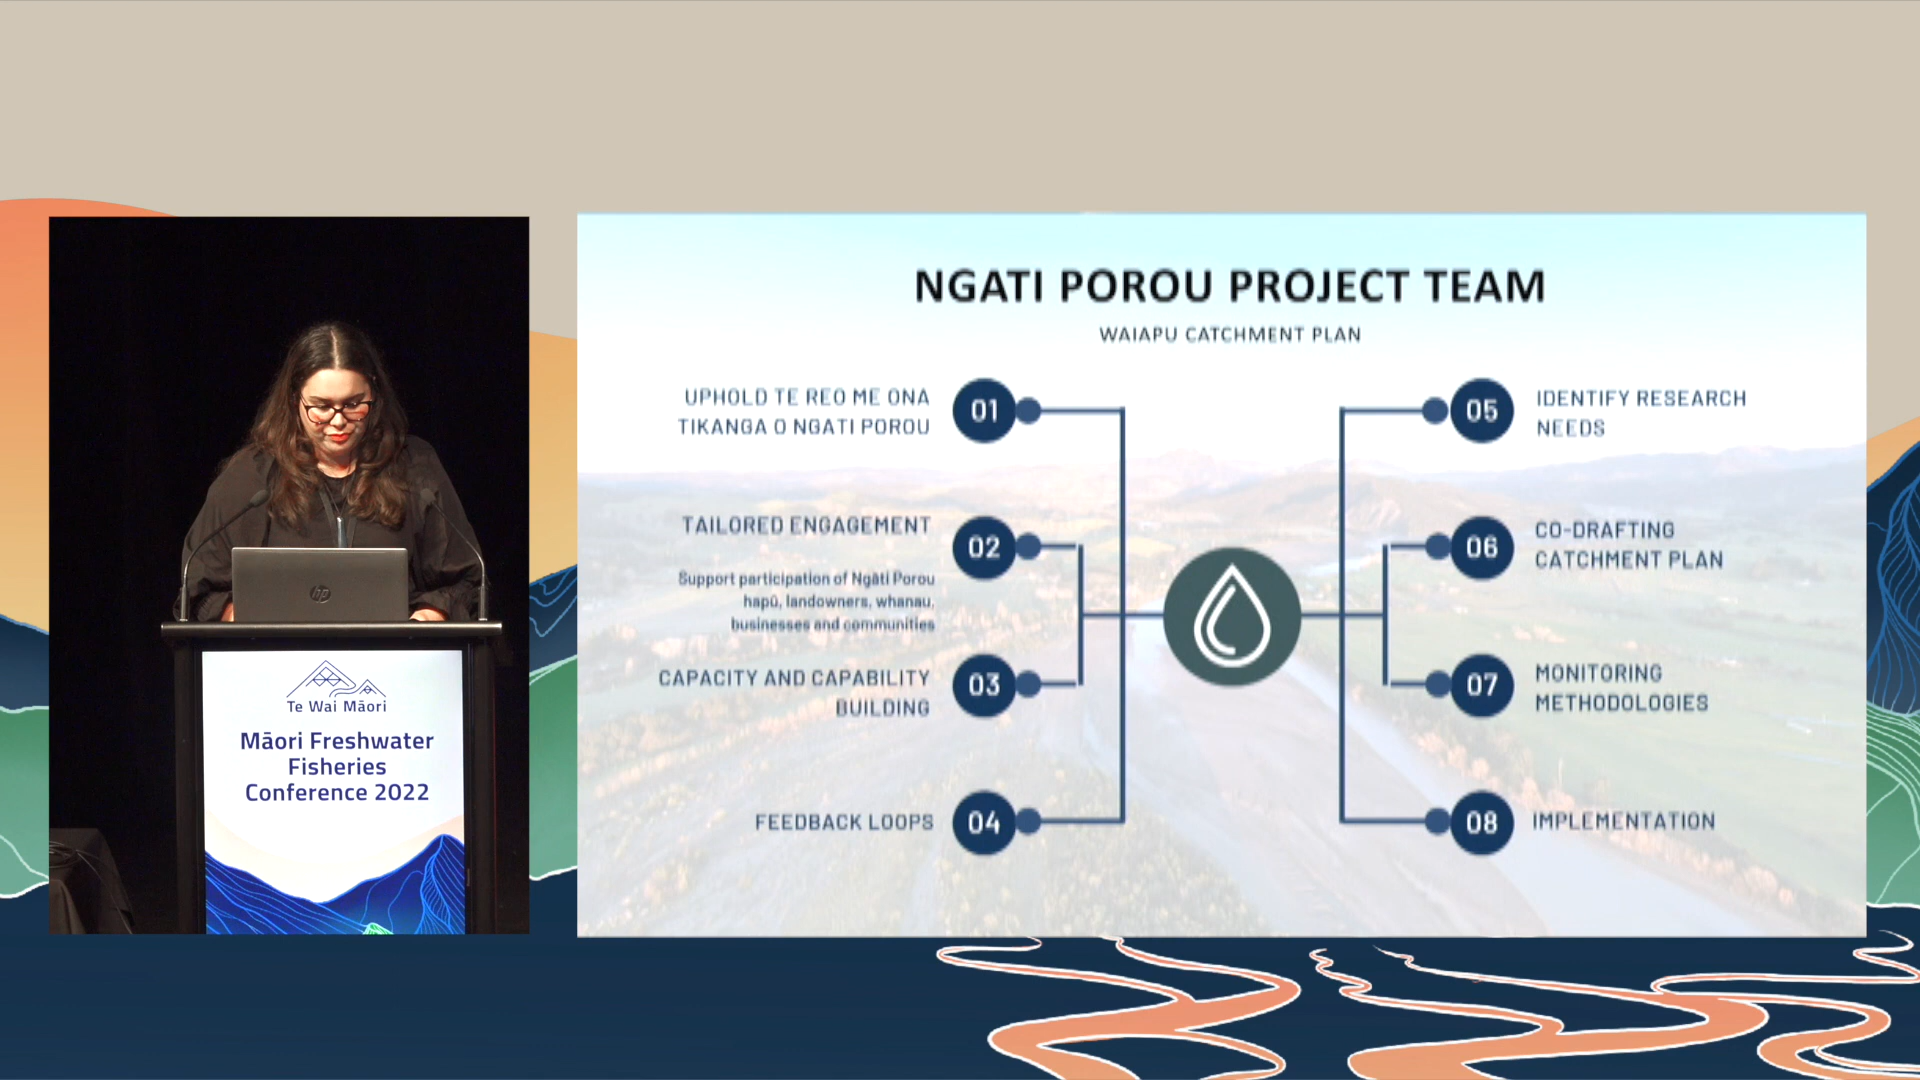 hp
Te Wai Māori
Māori Freshwater
Fisheries
Conference 2022
NGATI POROU PROJECT TEAM
WAIAPU CATCHMENT PLAN
UPHOLD TE REO ME ONA
TIKANGA O NGATI POROU
01
TAILORED ENGAGEMENT
02
Support participation of Ngāti Porou
hapū, landowners, whanau,
businesses and communities
CAPACITY AND CAPABILITY
BUILDING
03
FEEDBACK LOOPS
04
05
IDENTIFY RESEARCH
NEEDS
06
CO-DRAFTING
CATCHMENT PLAN
07
MONITORING
METHODOLOGIES
08
IMPLEMENTATION